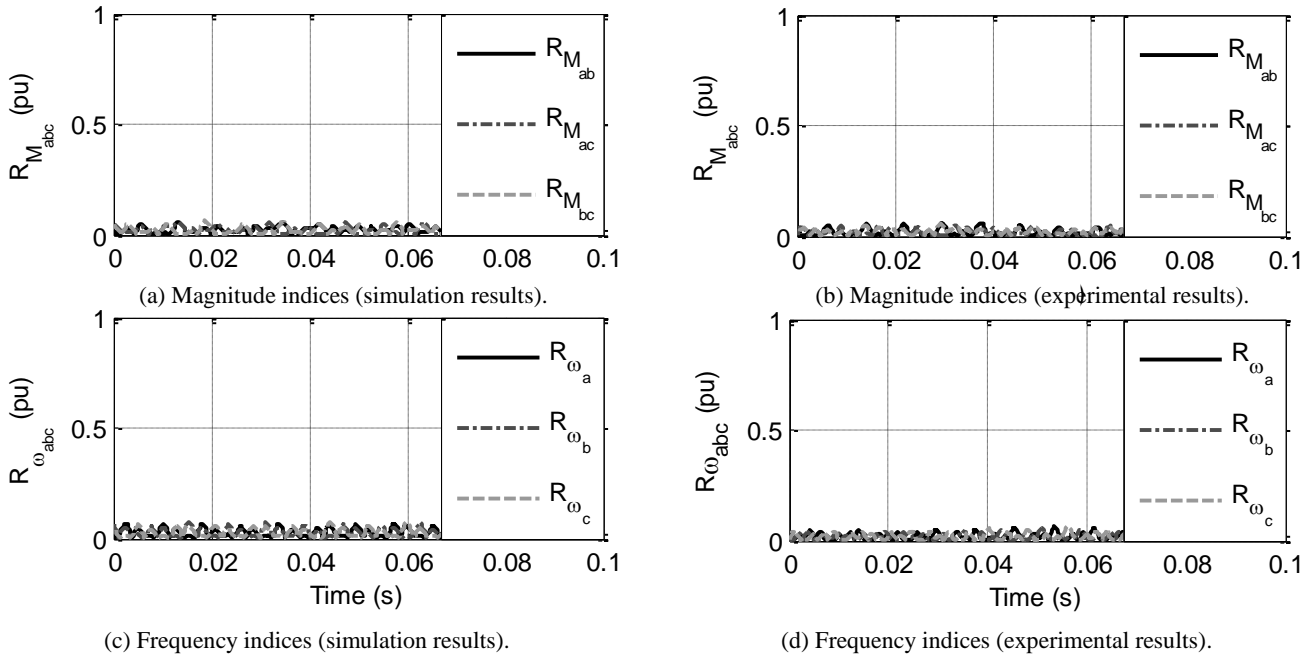 1
R_M_abc (pu)
0.5
0
0 0.02 0.04 0.06 0.08 0.1
R_M_ab
R_M_ac
R_M_bc
(a) Magnitude indices (simulation results).
1
R_M_abc (pu)
0.5
0
0 0.02 0.04 0.06 0.08 0.1
R_M_ab
R_M_ac
R_M_bc
(b) Magnitude indices (experimental results).
1
R_ω_abc (pu)
0.5
0
0 0.02 0.04 0.06 0.08 0.1
R_ω_a
R_ω_b
R_ω_c
Time (s)
(c) Frequency indices (simulation results).
1
Rω_abc (pu)
0.5
0
0 0.02 0.04 0.06 0.08 0.1
R_ω_a
R_ω_b
R_ω_c
Time (s)
(d) Frequency indices (experimental results).